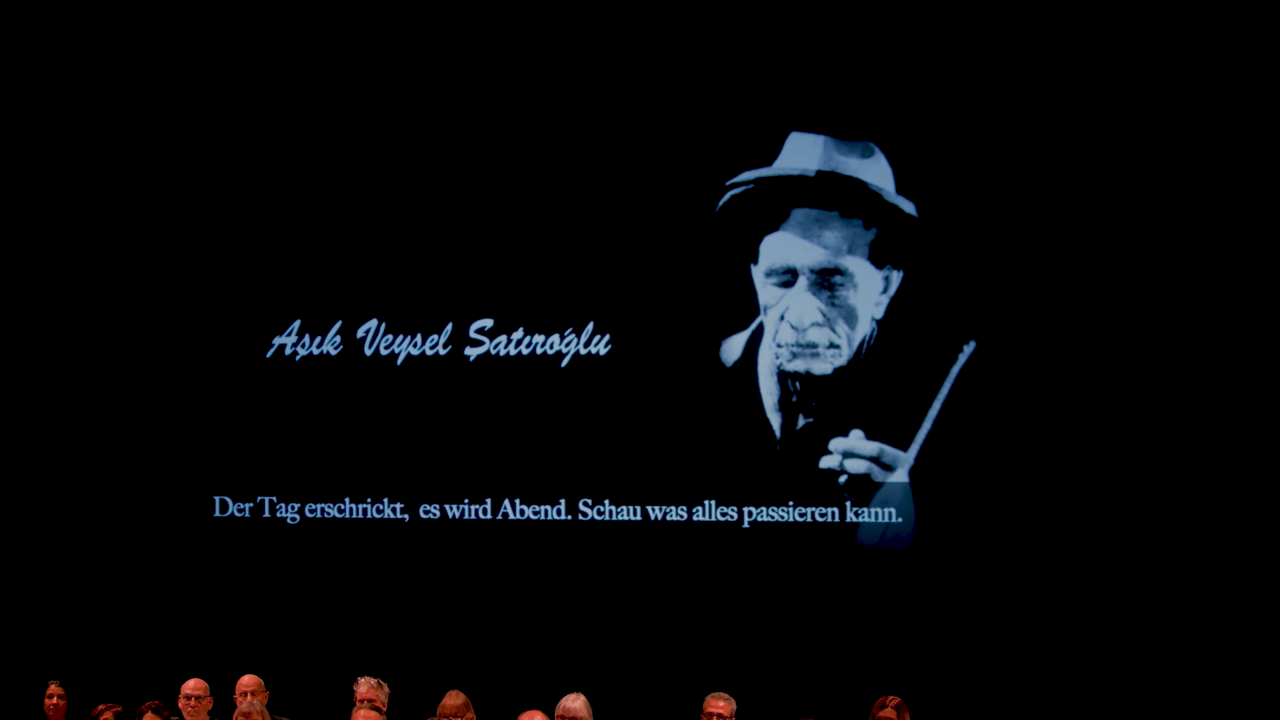 Aşık Veysel Şatıroğlu
Der Tag erschrickt, es wird Abend. Schau was alles passieren kann.